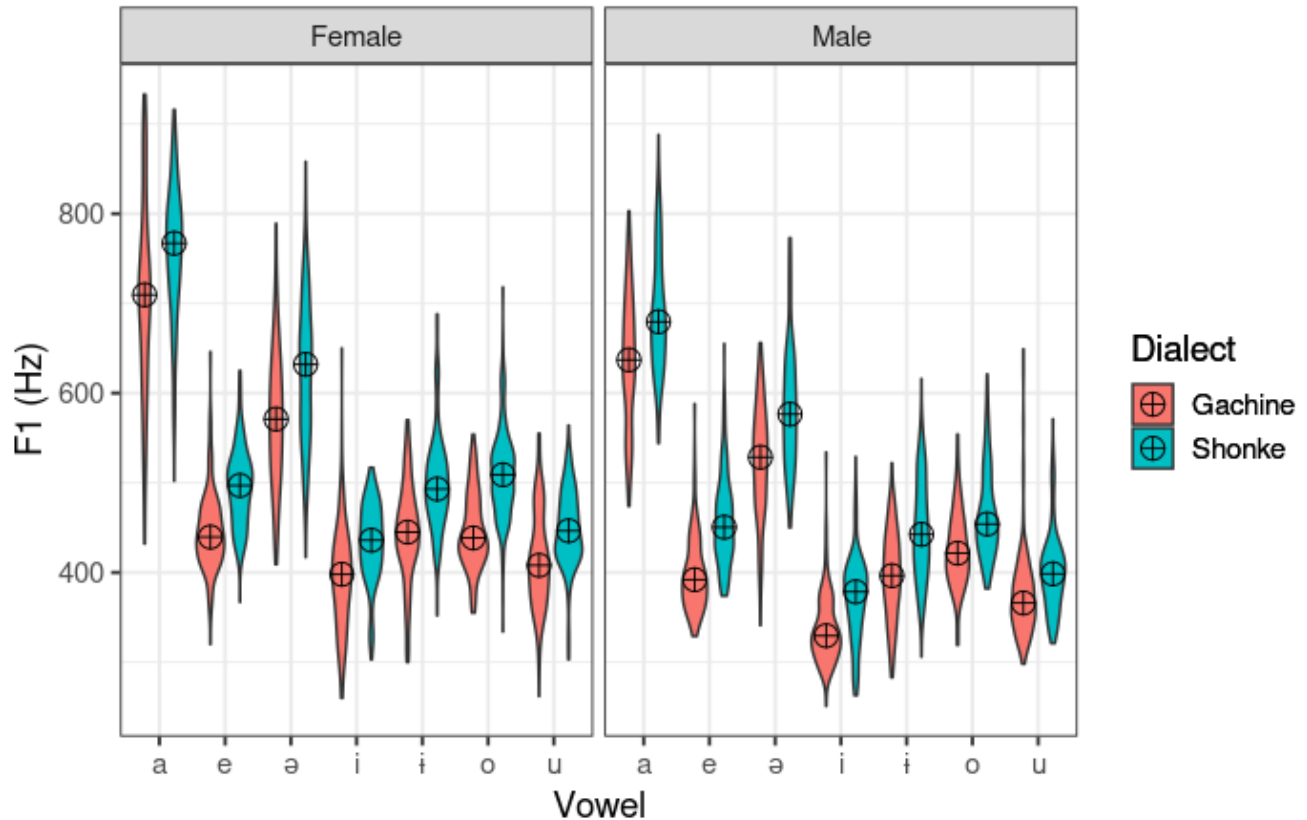 Female Male
800
600
400
F1 (Hz)
a e ə i ɨ o u a e ə i ɨ o u
Vowel
Dialect
Gachine
Shonke